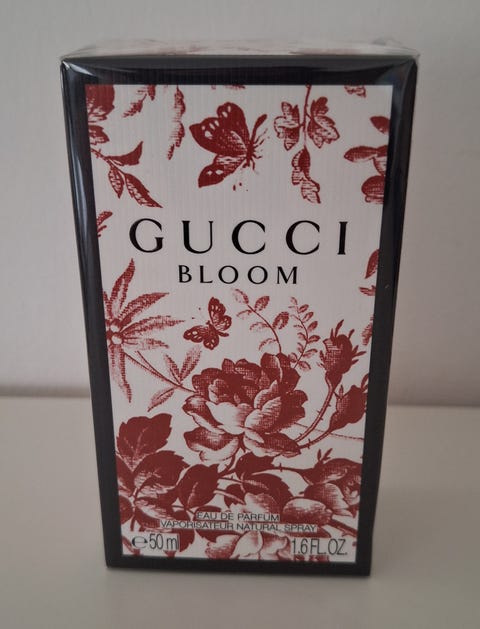 GUCCI
BLOOM
EAU DE PARFUM
VAPORISATEUR NATURAL SPRAY
℮50 ml 1.6 FL.OZ.